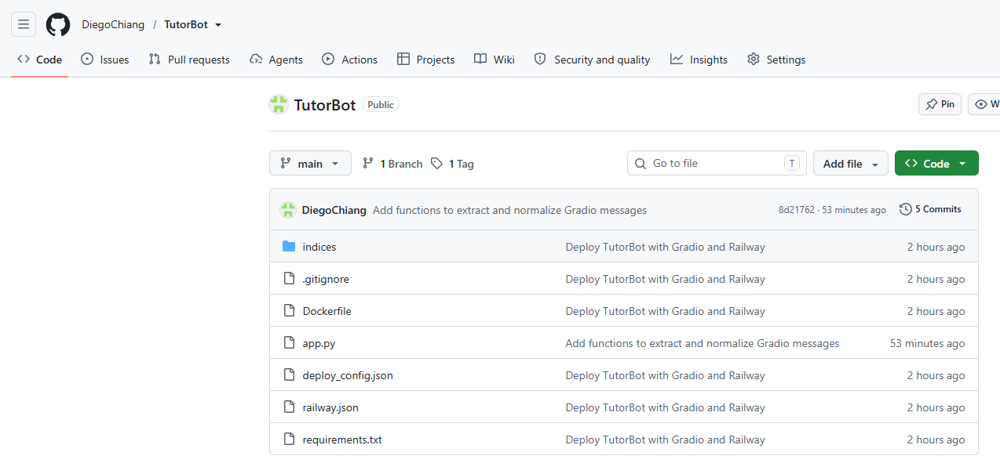 DiegoChiang / TutorBot
Code Issues Pull requests Agents Actions Projects Wiki Security and quality Insights Settings
TutorBot Public Pin W
main 1 Branch 1 Tag Go to file T Add file Code
DiegoChiang Add functions to extract and normalize Gradio messages 8d21762 · 53 minutes ago 5 Commits
indices Deploy TutorBot with Gradio and Railway 2 hours ago
.gitignore Deploy TutorBot with Gradio and Railway 2 hours ago
Dockerfile Deploy TutorBot with Gradio and Railway 2 hours ago
app.py Add functions to extract and normalize Gradio messages 53 minutes ago
deploy_config.json Deploy TutorBot with Gradio and Railway 2 hours ago
railway.json Deploy TutorBot with Gradio and Railway 2 hours ago
requirements.txt Deploy TutorBot with Gradio and Railway 2 hours ago